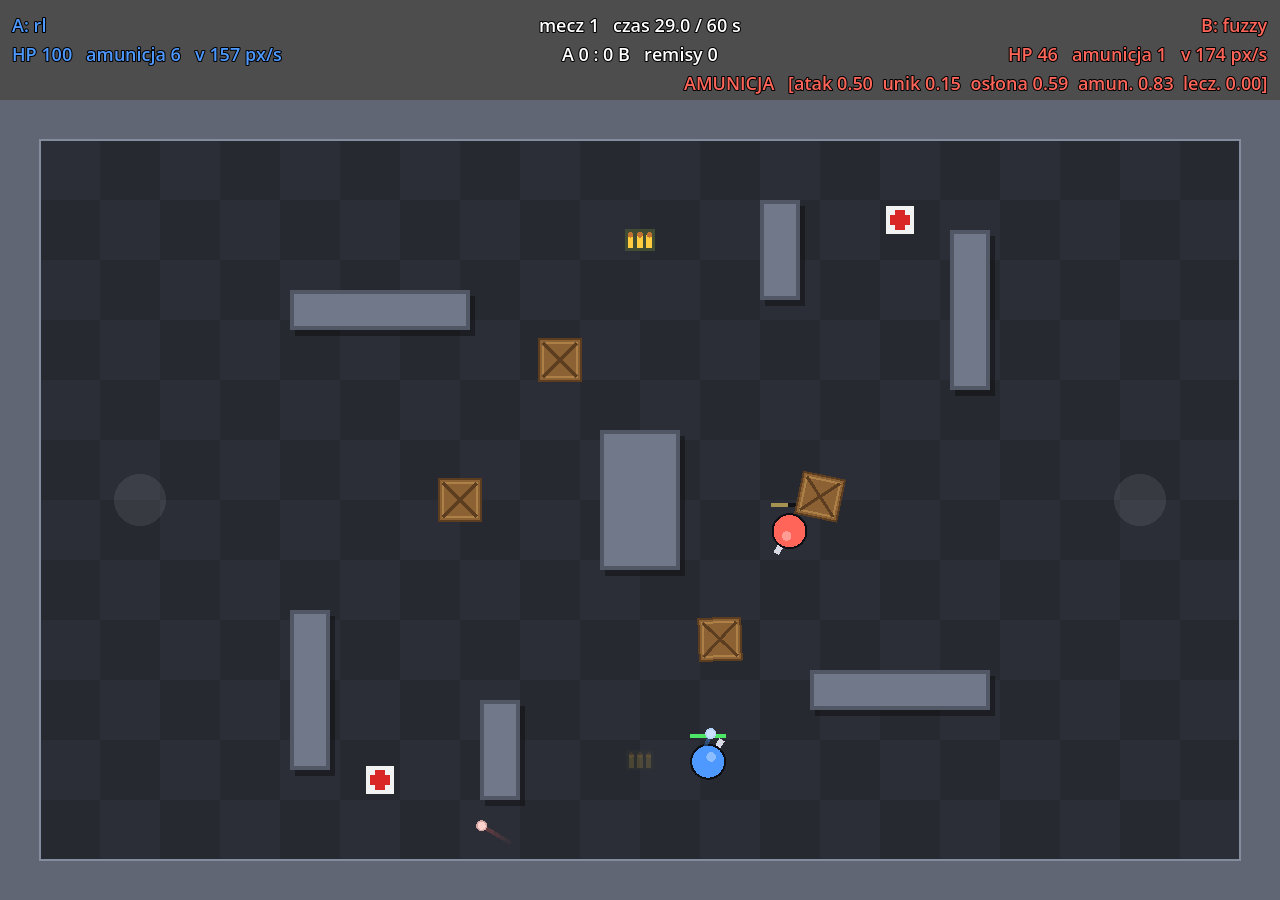 A: rl
mecz 1   czas 29.0 / 60 s
B: fuzzy
HP 100   amunicja 6   v 157 px/s
A 0 : 0 B   remisy 0
HP 46   amunicja 1   v 174 px/s
AMUNICJA   [atak 0.50  unik 0.15  osłona 0.59  amun. 0.83  lecz. 0.00]